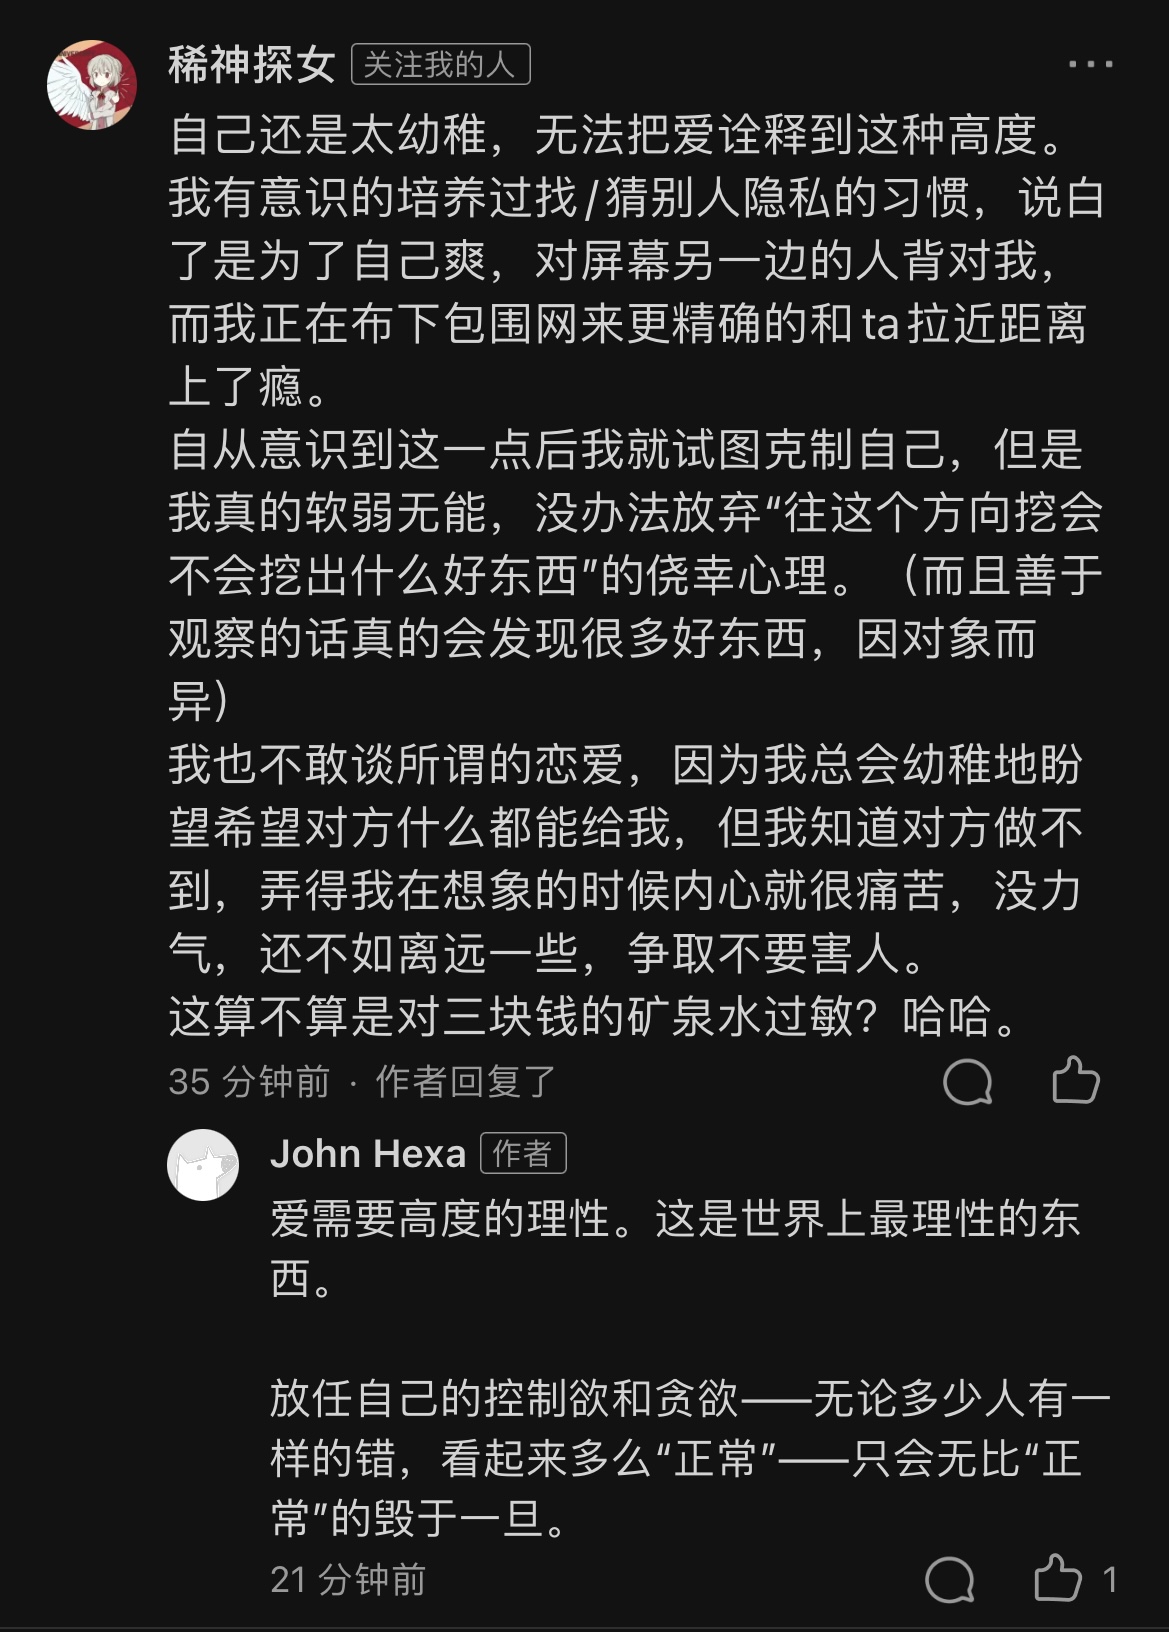 稀神探女 关注我的人
自己还是太幼稚，无法把爱诠释到这种高度。
我有意识的培养过找/猜别人隐私的习惯，说白
了是为了自己爽，对屏幕另一边的人背对我，
而我正在布下包围网来更精确的和ta拉近距离
上了瘾。
自从意识到这一点后我就试图克制自己，但是
我真的软弱无能，没办法放弃“往这个方向挖会
不会挖出什么好东西”的侥幸心理。（而且善于
观察的话真的会发现很多好东西，因对象而
异）
我也不敢谈所谓的恋爱，因为我总会幼稚地盼
望希望对方什么都能给我，但我知道对方做不
到，弄得我在想象的时候内心就很痛苦，没力
气，还不如离远一些，争取不要害人。
这算不算是对三块钱的矿泉水过敏？哈哈。
35 分钟前 · 作者回复了
John Hexa 作者
爱需要高度的理性。这是世界上最理性的东
西。
放任自己的控制欲和贪欲——无论多少人有一
样的错，看起来多么“正常”——只会无比“正
常”的毁于一旦。
21 分钟前 1